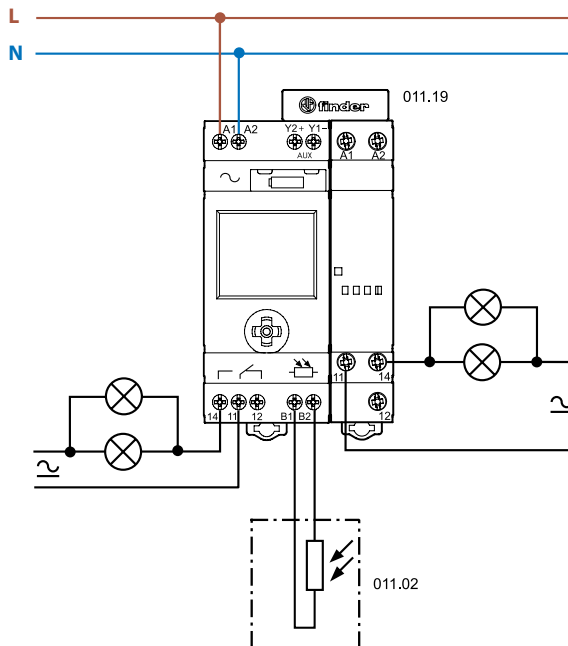 L
N
finder
011.19
A1 A2 Y2+ Y1-
AUX
A1 A2
11 14
12
14 11 12 B1 B2
011.02